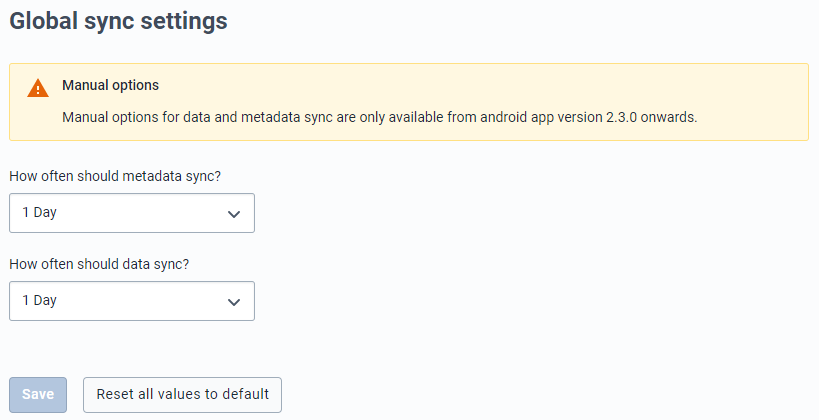 Global sync settings
Manual options
Manual options for data and metadata sync are only available from android app version 2.3.0 onwards.
How often should metadata sync?
1 Day
How often should data sync?
1 Day
Save
Reset all values to default